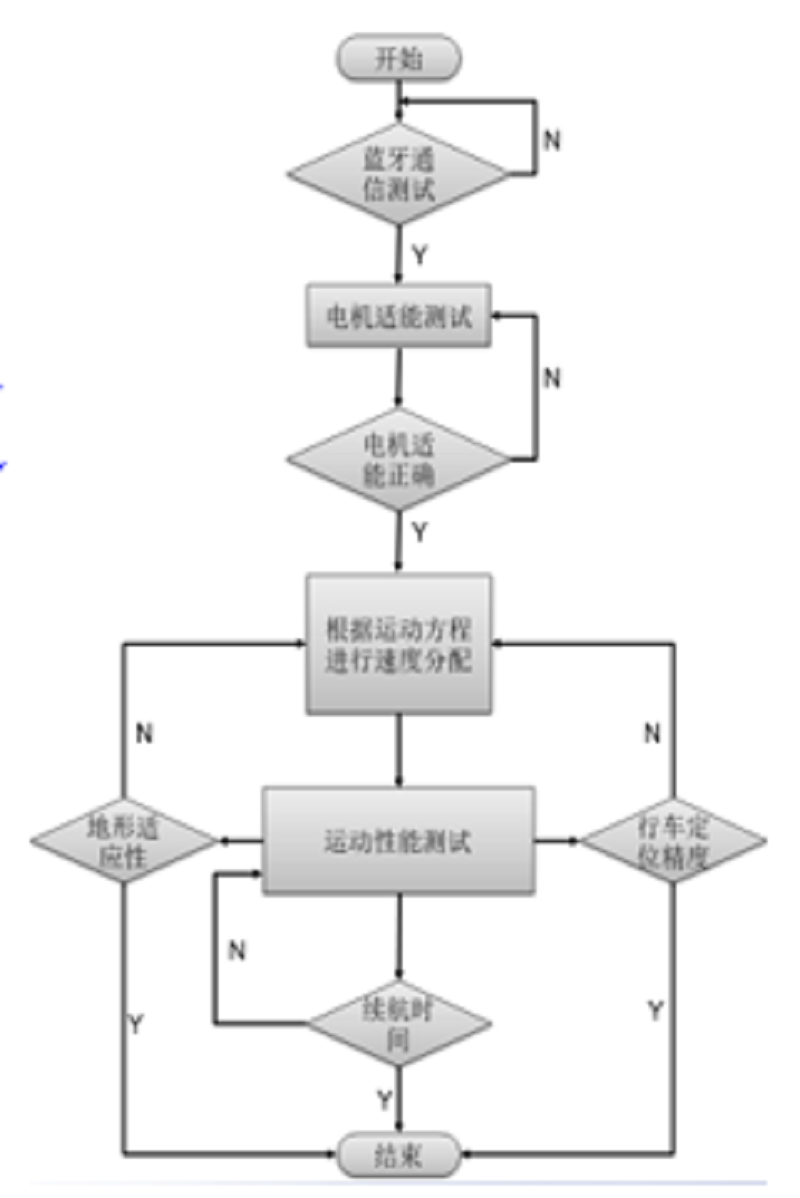 开始
N
蓝牙通
信测试
Y
电机适能测试
N
电机适
能正确
Y
根据运动方程
进行速度分配
N
N
地形适
应性
运动性能测试
行车定
位精度
N
续航时
间
Y
Y
Y
结束